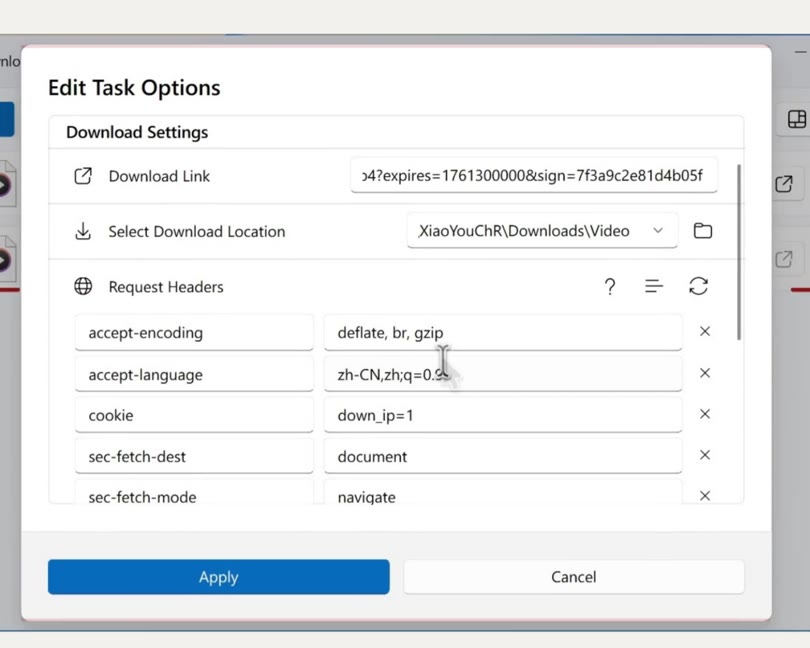 Edit Task Options
Download Settings
Download Link
ɔ4?expires=1761300000&sign=7f3a9c2e81d4b05f
Select Download Location
XiaoYouChR\Downloads\Video
Request Headers
accept-encoding deflate, br, gzip
accept-language zh-CN,zh;q=0.9
cookie down_ip=1
sec-fetch-dest document
sec-fetch-mode navigate
Apply Cancel